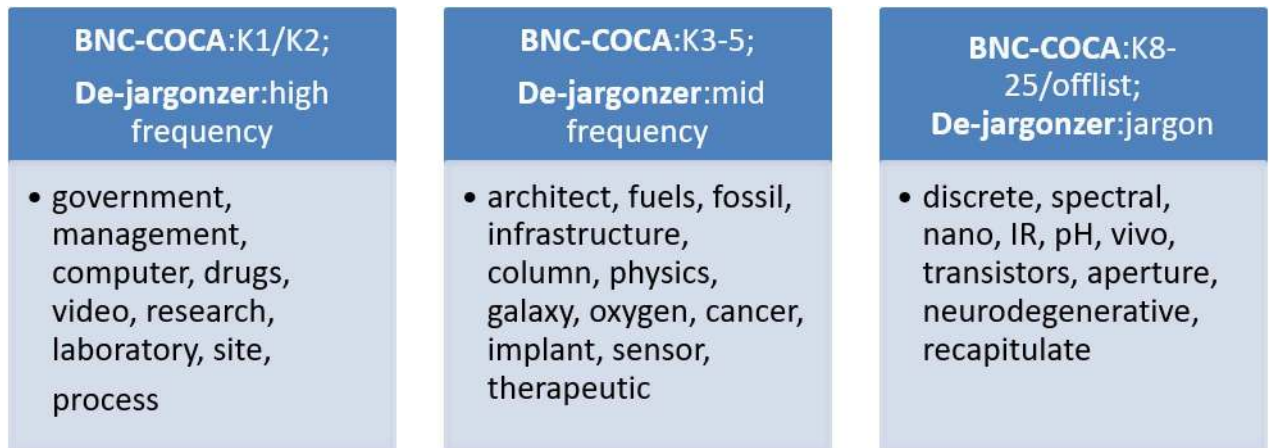 BNC-COCA:K1/K2;
De-jargonzer:high
frequency
• government,
management,
computer, drugs,
video, research,
laboratory, site,
process
BNC-COCA:K3-5;
De-jargonzer:mid
frequency
• architect, fuels, fossil,
infrastructure,
column, physics,
galaxy, oxygen, cancer,
implant, sensor,
therapeutic
BNC-COCA:K8-
25/offlist;
De-jargonzer:jargon
• discrete, spectral,
nano, IR, pH, vivo,
transistors, aperture,
neurodegenerative,
recapitulate